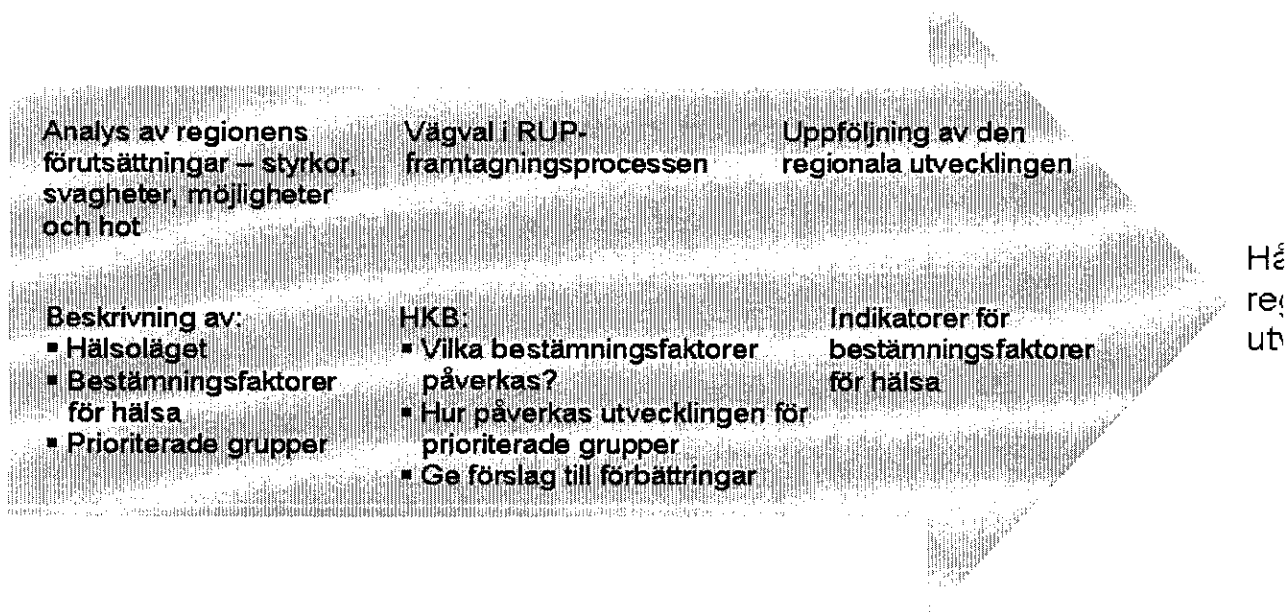 Analys av regionens
förutsättningar – styrkor,
svagheter, möjligheter
och hot
Vägval i RUP-
framtagningsprocessen
Uppföljning av den
regionala utvecklingen
Beskrivning av:
▪ Hälsoläget
▪ Bestämningsfaktorer
för hälsa
▪ Prioriterade grupper
HKB:
▪ Vilka bestämningsfaktorer
påverkas?
▪ Hur påverkas utvecklingen för
prioriterade grupper
▪ Ge förslag till förbättringar
Indikatorer för
bestämningsfaktorer
för hälsa